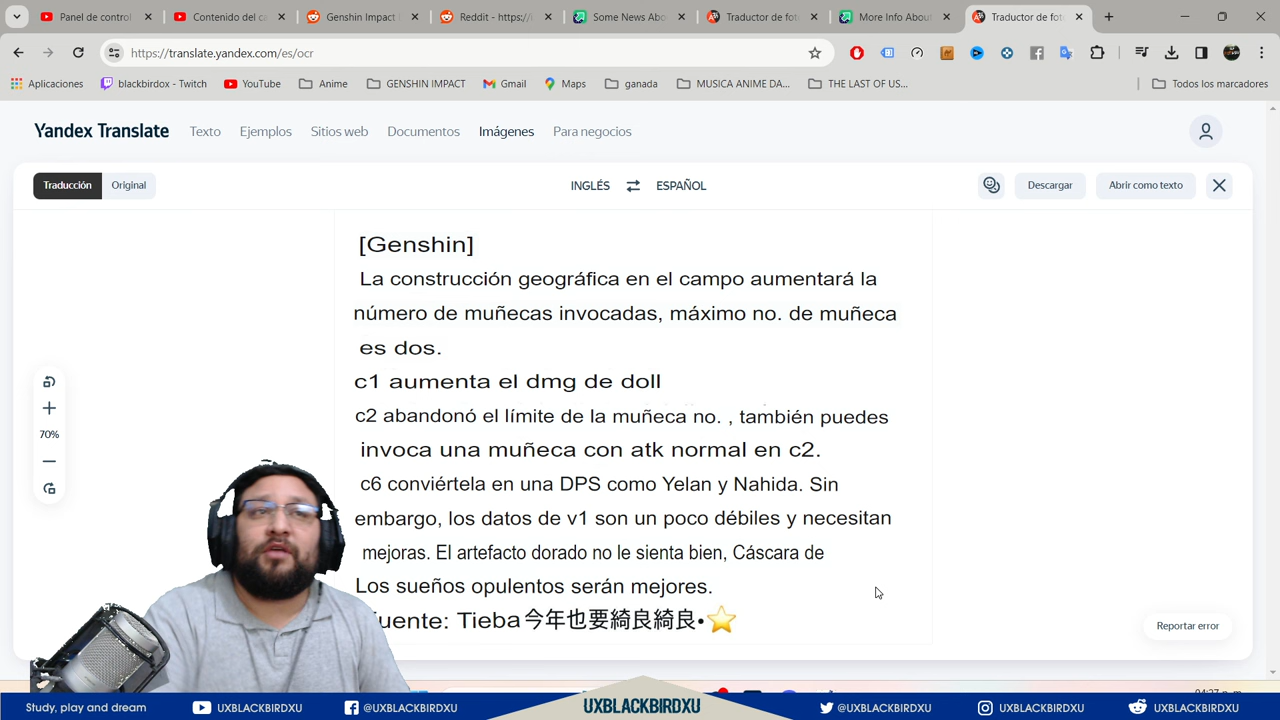 Panel de control
Contenido del ca
Genshin Impact
Reddit - https://
Some News Abo
Traductor de fot
More Info About
Traductor de fot
https://translate.yandex.com/es/ocr
Aplicaciones
blackbirdox - Twitch
YouTube
Anime
GENSHIN IMPACT
Gmail
Maps
ganada
MUSICA ANIME DA...
THE LAST OF US...
Todos los marcadores
Yandex Translate
Texto
Ejemplos
Sitios web
Documentos
Imágenes
Para negocios
Traducción
Original
INGLÉS
ESPAÑOL
Descargar
Abrir como texto
[Genshin]
La construcción geográfica en el campo aumentará la
número de muñecas invocadas, máximo no. de muñeca
es dos.
c1 aumenta el dmg de doll
c2 abandonó el límite de la muñeca no. , también puedes
invoca una muñeca con atk normal en c2.
c6 conviértela en una DPS como Yelan y Nahida. Sin
embargo, los datos de v1 son un poco débiles y necesitan
mejoras. El artefacto dorado no le sienta bien, Cáscara de
Los sueños opulentos serán mejores.
uente: Tieba今年也要綺良綺良•⭐
70%
Reportar error
Study, play and dream
UXBLACKBIRDXU
@UXBLACKBIRDXU
UXBLACKBIRDXU
@UXBLACKBIRDXU
UXBLACKBIRDXU
UXBLACKBIRDXU